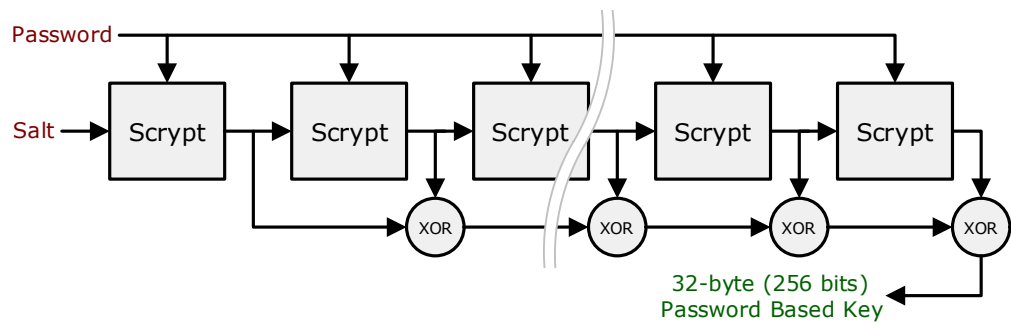 Password
Salt
Scrypt
Scrypt
Scrypt
Scrypt
Scrypt
XOR
XOR
XOR
XOR
32-byte (256 bits)
Password Based Key